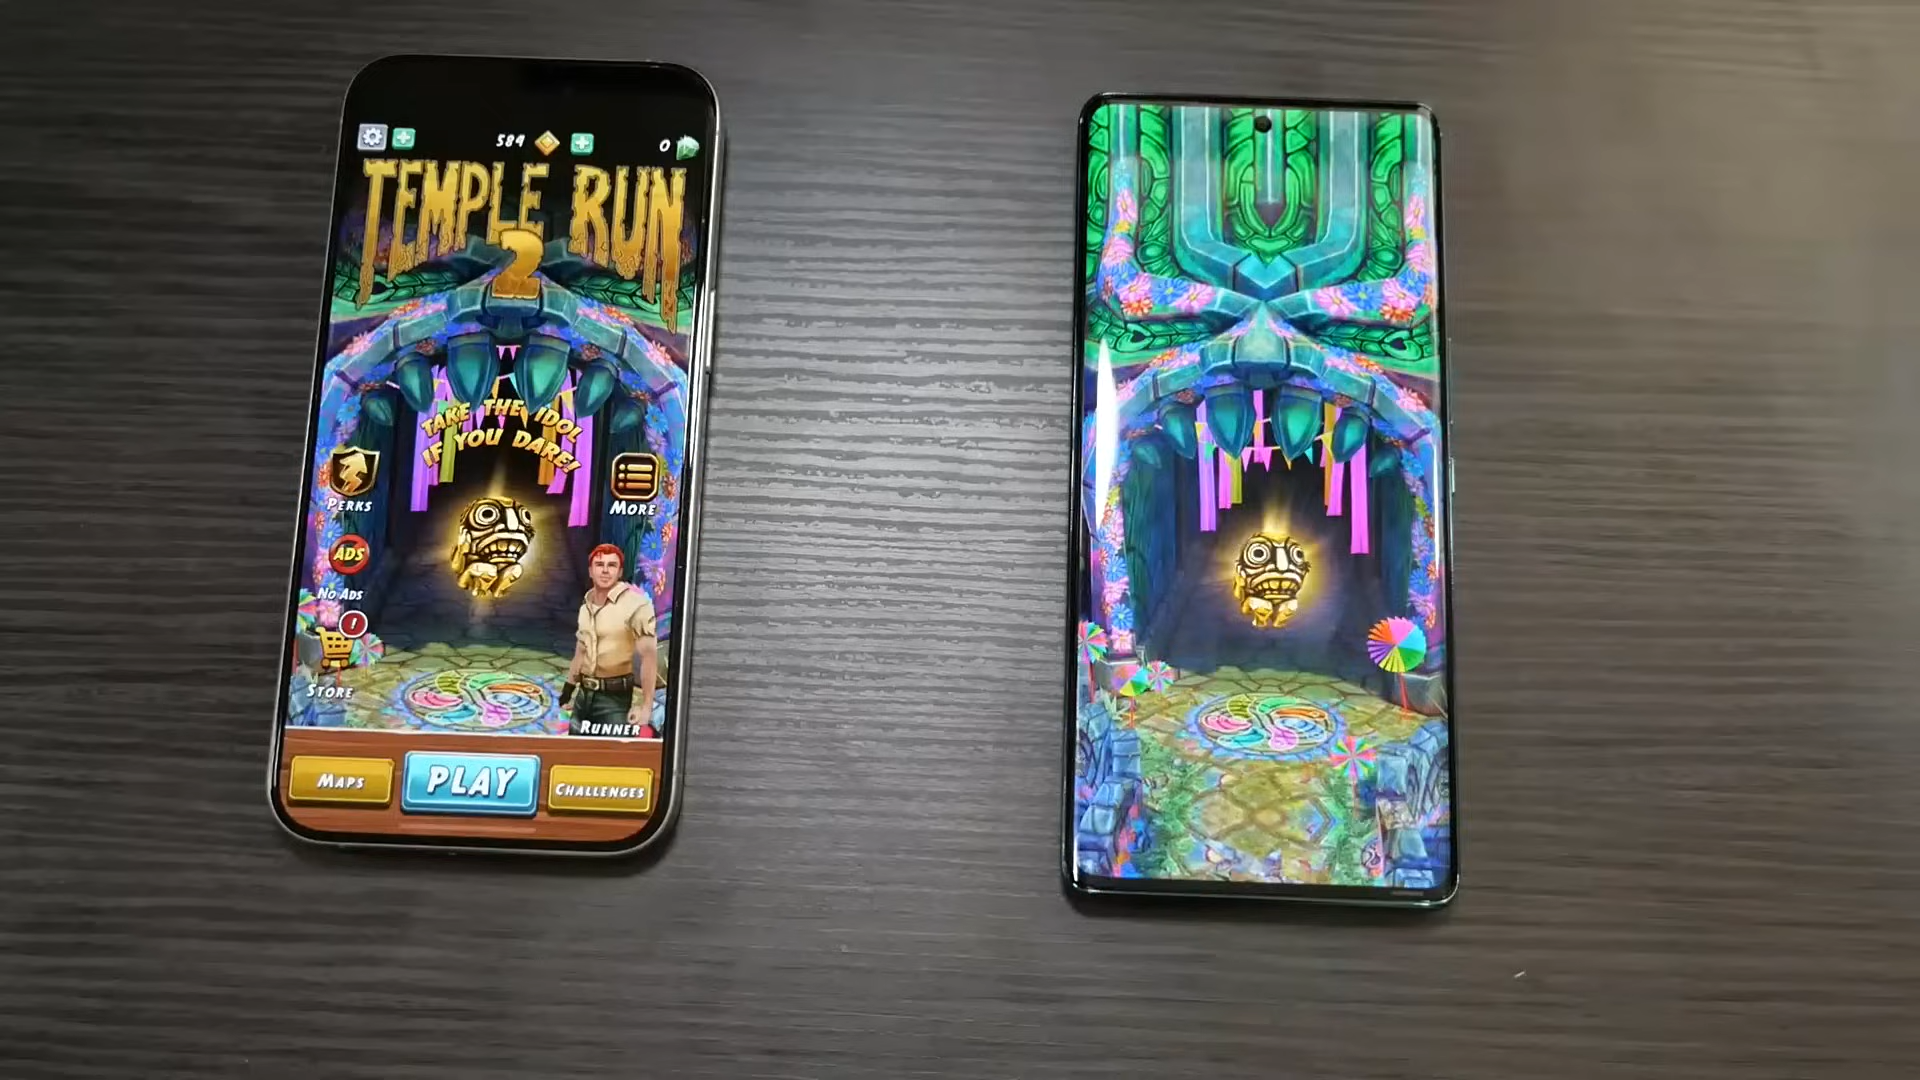 584
0
TEMPLE RUN
2
TAKE THE IDOL
IF YOU DARE!
PERKS
MORE
ADS
NO ADS
!
STORE
RUNNER
MAPS
PLAY
CHALLENGES